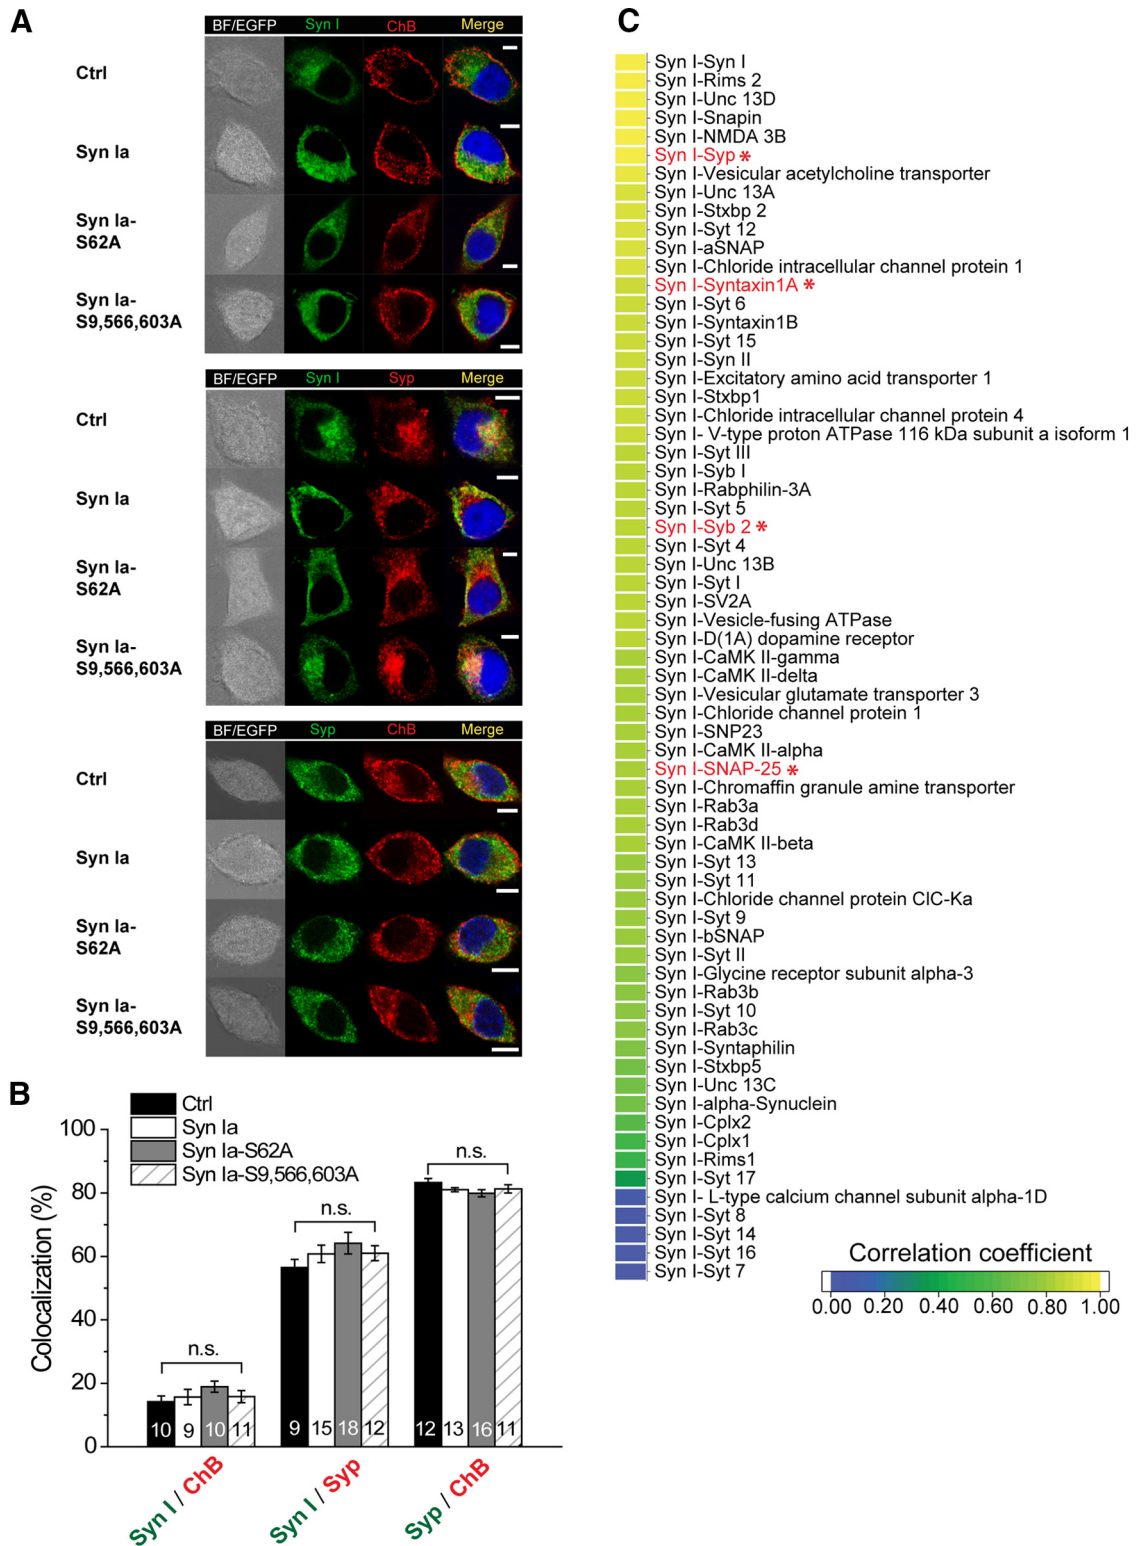 A
BF/EGFP Syn I ChB Merge
Ctrl
Syn Ia
Syn Ia-
S62A
Syn Ia-
S9,566,603A
BF/EGFP Syn I Syp Merge
Ctrl
Syn Ia
Syn Ia-
S62A
Syn Ia-
S9,566,603A
BF/EGFP Syp ChB Merge
Ctrl
Syn Ia
Syn Ia-
S62A
Syn Ia-
S9,566,603A
B
Ctrl
Syn Ia
Syn Ia-S62A
Syn Ia-S9,566,603A
Colocalization (%)
100
80
60
40
20
0
n.s.
n.s.
n.s.
10 9 10 11 9 15 18 12 12 13 16 11
Syn I / ChB
Syn I / Syp
Syp / ChB
C
Syn I-Syn I
Syn I-Rims 2
Syn I-Unc 13D
Syn I-Snapin
Syn I-NMDA 3B
Syn I-Syp *
Syn I-Vesicular acetylcholine transporter
Syn I-Unc 13A
Syn I-Stxbp 2
Syn I-Syt 12
Syn I-aSNAP
Syn I-Chloride intracellular channel protein 1
Syn I-Syntaxin1A *
Syn I-Syt 6
Syn I-Syntaxin1B
Syn I-Syt 15
Syn I-Syn II
Syn I-Excitatory amino acid transporter 1
Syn I-Stxbp1
Syn I-Chloride intracellular channel protein 4
Syn I- V-type proton ATPase 116 kDa subunit a isoform 1
Syn I-Syt III
Syn I-Syb I
Syn I-Rabphilin-3A
Syn I-Syt 5
Syn I-Syb 2 *
Syn I-Syt 4
Syn I-Unc 13B
Syn I-Syt I
Syn I-SV2A
Syn I-Vesicle-fusing ATPase
Syn I-D(1A) dopamine receptor
Syn I-CaMK II-gamma
Syn I-CaMK II-delta
Syn I-Vesicular glutamate transporter 3
Syn I-Chloride channel protein 1
Syn I-SNP23
Syn I-CaMK II-alpha
Syn I-SNAP-25 *
Syn I-Chromaffin granule amine transporter
Syn I-Rab3a
Syn I-Rab3d
Syn I-CaMK II-beta
Syn I-Syt 13
Syn I-Syt 11
Syn I-Chloride channel protein ClC-Ka
Syn I-Syt 9
Syn I-bSNAP
Syn I-Syt II
Syn I-Glycine receptor subunit alpha-3
Syn I-Rab3b
Syn I-Syt 10
Syn I-Rab3c
Syn I-Syntaphilin
Syn I-Stxbp5
Syn I-Unc 13C
Syn I-alpha-Synuclein
Syn I-Cplx2
Syn I-Cplx1
Syn I-Rims1
Syn I-Syt 17
Syn I- L-type calcium channel subunit alpha-1D
Syn I-Syt 8
Syn I-Syt 14
Syn I-Syt 16
Syn I-Syt 7
Correlation coefficient
0.00 0.20 0.40 0.60 0.80 1.00